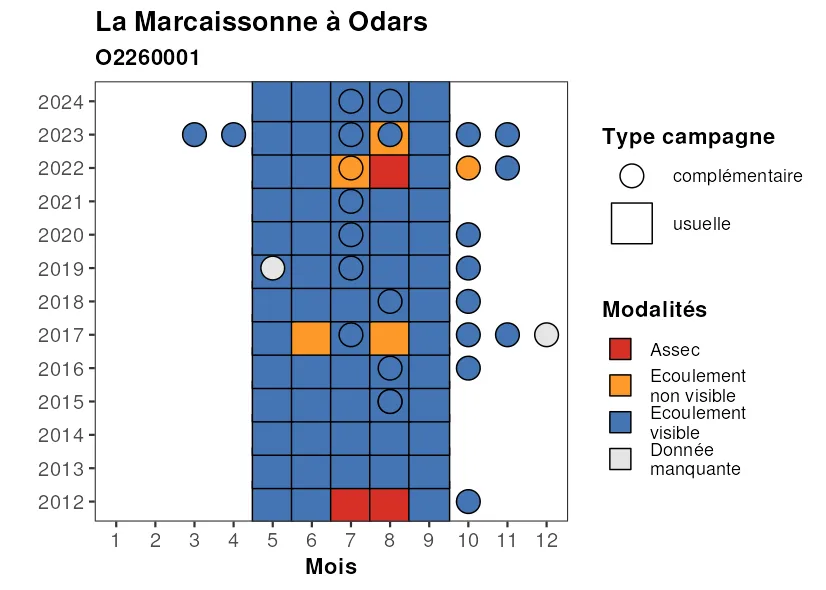 La Marcaissonne à Odars
O2260001
2024
2023
2022
2021
2020
2019
2018
2017
2016
2015
2014
2013
2012
1 2 3 4 5 6 7 8 9 10 11 12
Mois
Type campagne
complémentaire
usuelle
Modalités
Assec
Ecoulement
non visible
Ecoulement
visible
Donnée
manquante